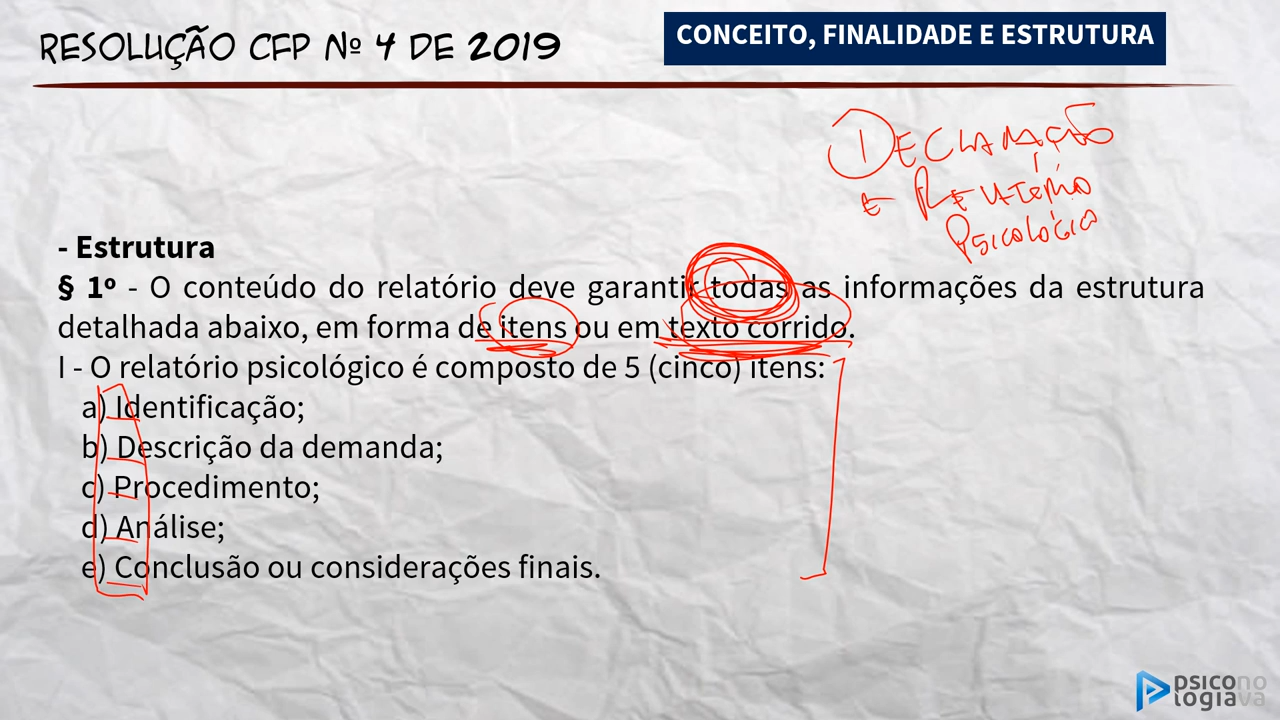 RESOLUÇÃO CFP Nº 4 DE 2019
CONCEITO, FINALIDADE E ESTRUTURA
DECLARAÇÃO
E RELATÓRIO
PSICOLÓGICO
- Estrutura
§ 1º - O conteúdo do relatório deve garantir todas as informações da estrutura
detalhada abaixo, em forma de itens ou em texto corrido.
I - O relatório psicológico é composto de 5 (cinco) itens:
a) Identificação;
b) Descrição da demanda;
c) Procedimento;
d) Análise;
e) Conclusão ou considerações finais.
psicono
logiava